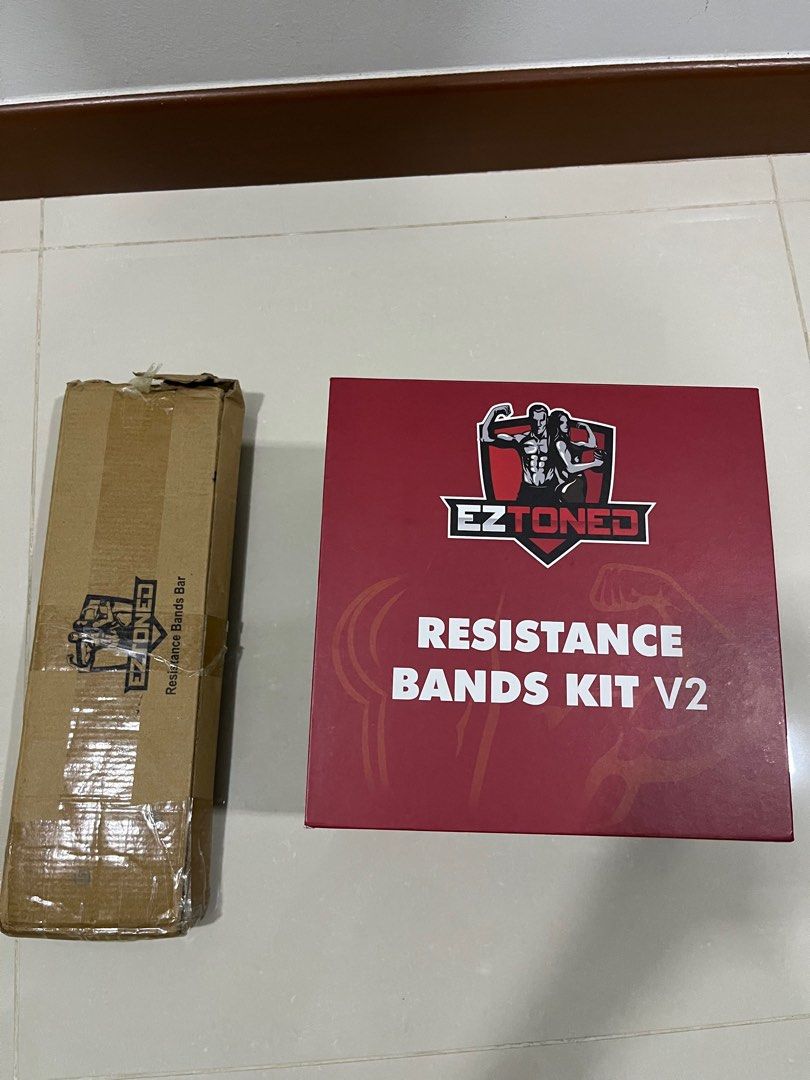 EZTONED
Resistance Bands Bar
EZTONED
RESISTANCE
BANDS KIT V2